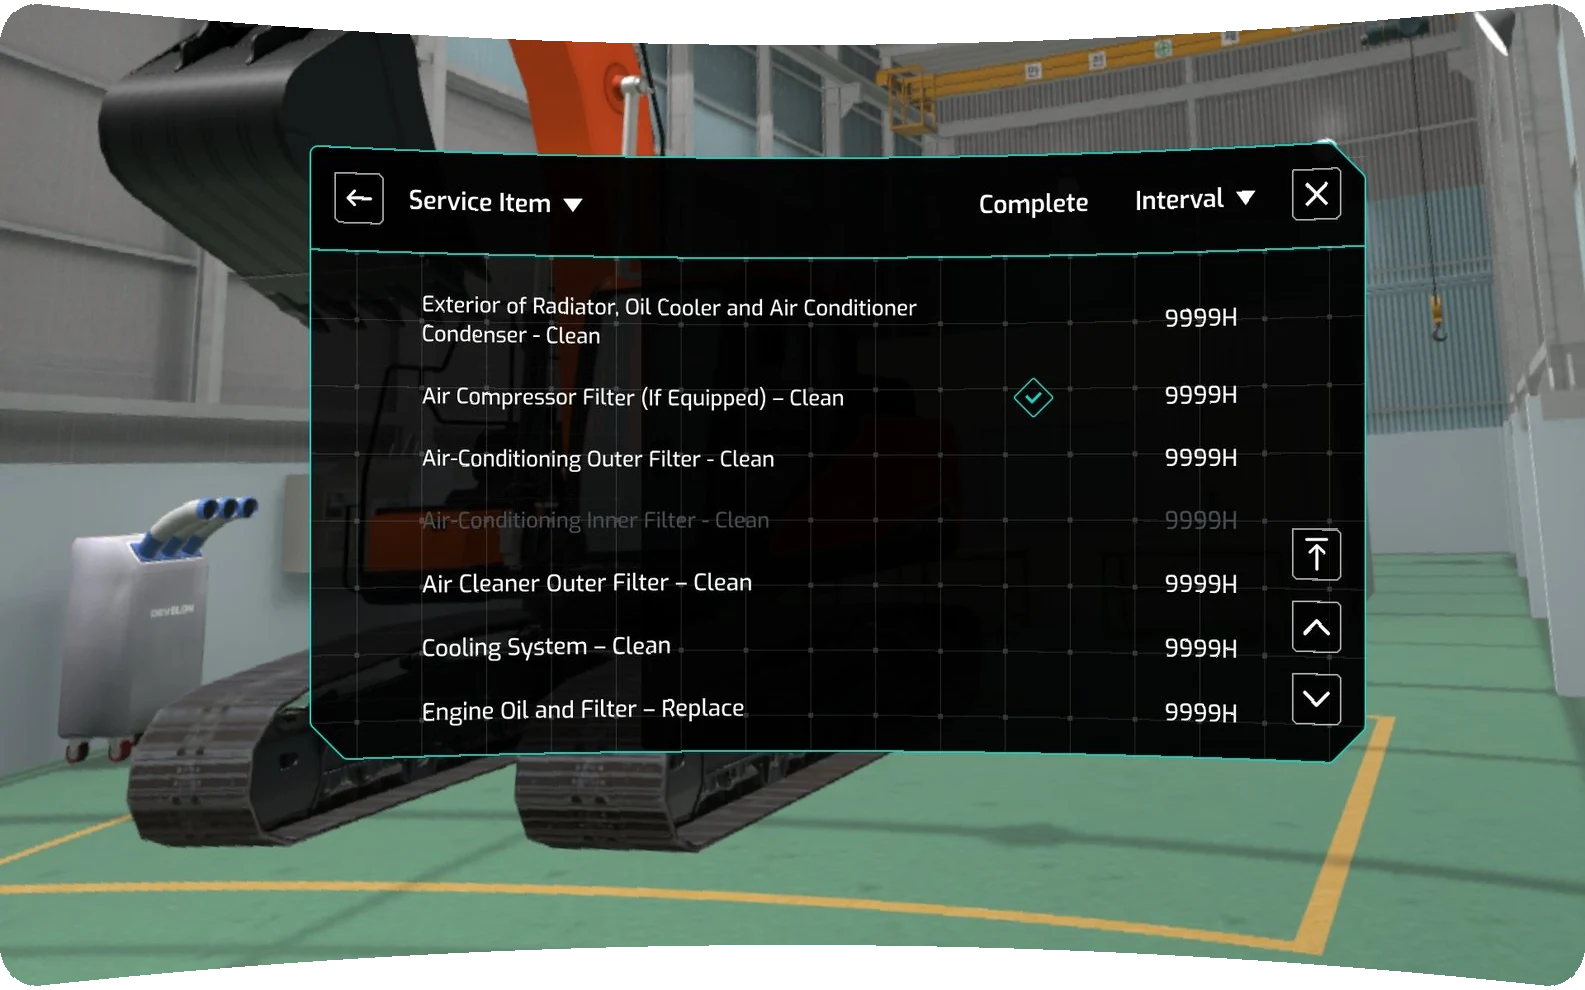 Service Item
Complete
Interval
Exterior of Radiator, Oil Cooler and Air Conditioner
Condenser - Clean
9999H
Air Compressor Filter (If Equipped) – Clean
9999H
Air-Conditioning Outer Filter - Clean
9999H
Air-Conditioning Inner Filter - Clean
9999H
Air Cleaner Outer Filter – Clean
9999H
Cooling System – Clean
9999H
Engine Oil and Filter – Replace
9999H
DEVELON